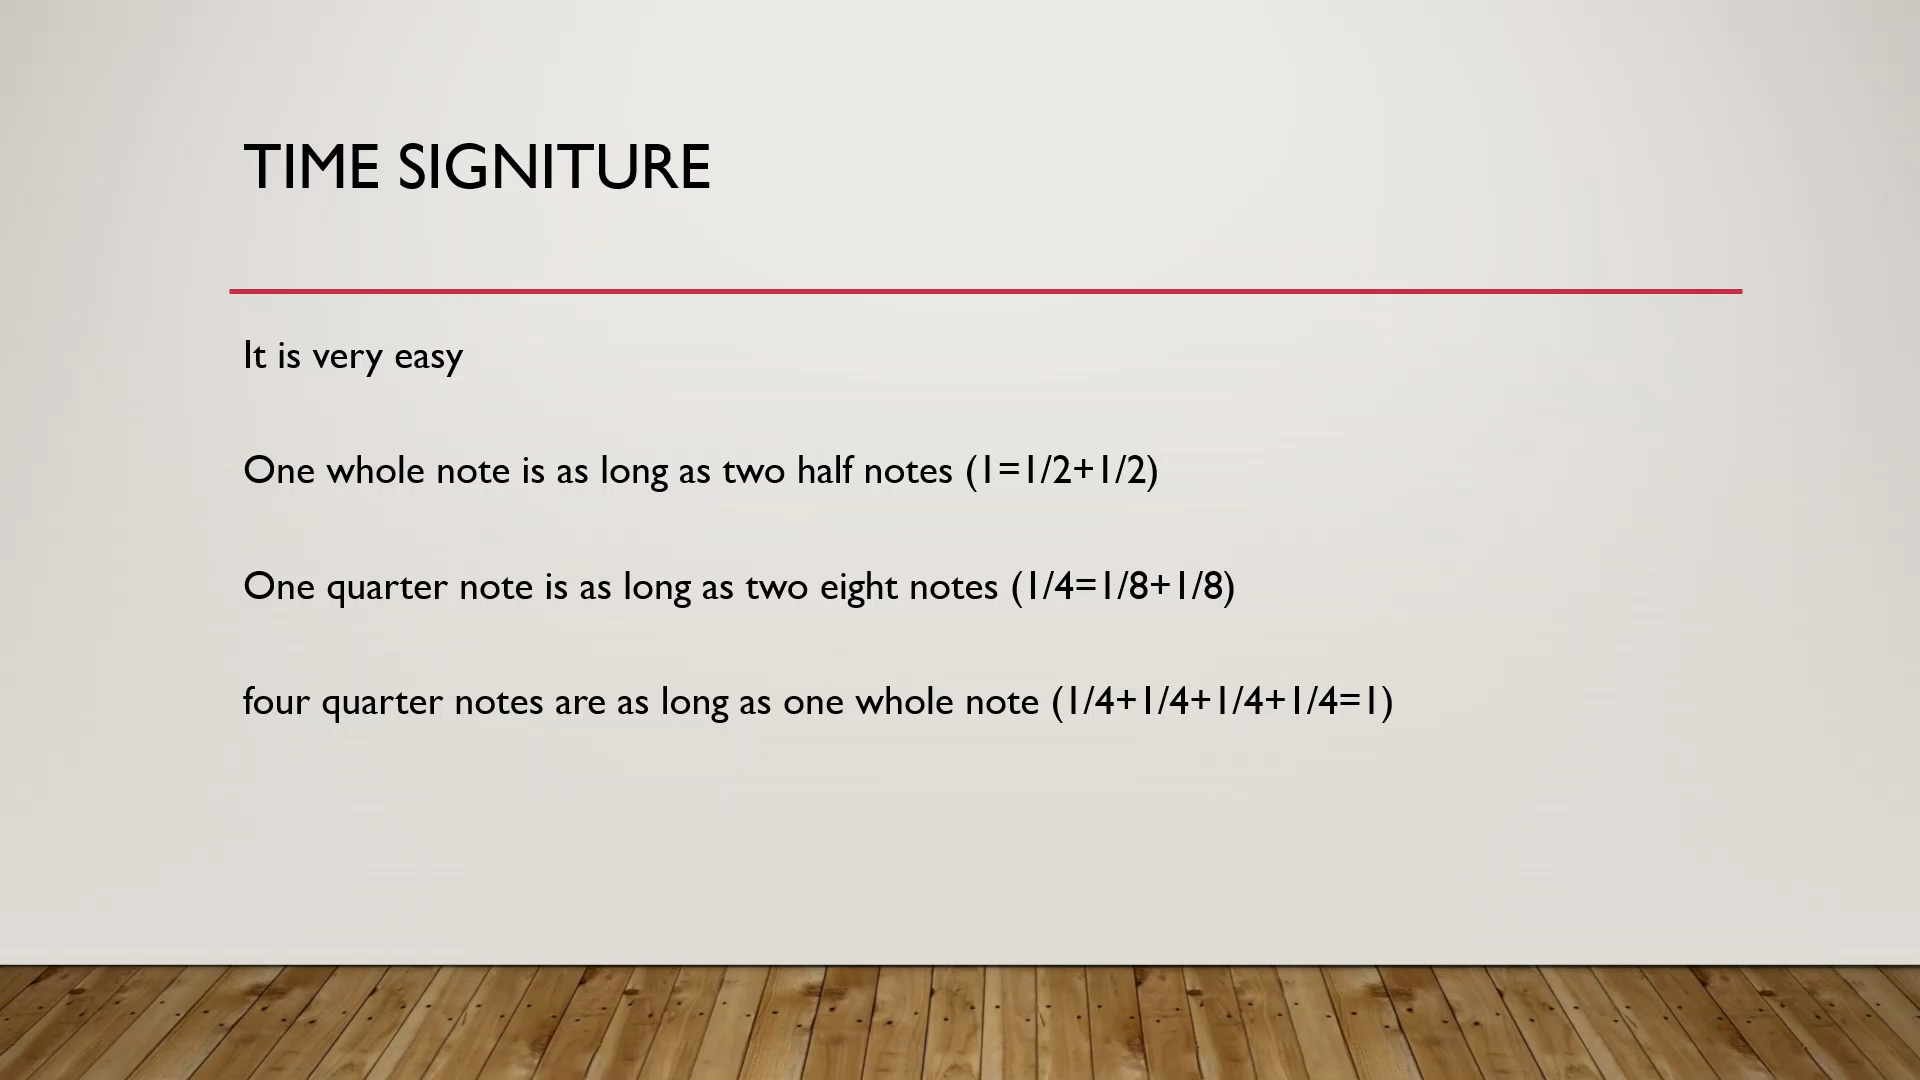 TIME SIGNITURE
It is very easy
One whole note is as long as two half notes (1=1/2+1/2)
One quarter note is as long as two eight notes (1/4=1/8+1/8)
four quarter notes are as long as one whole note (1/4+1/4+1/4+1/4=1)